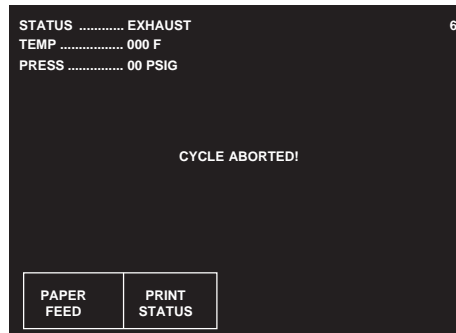 STATUS ............ EXHAUST 6
TEMP ................ 000 F
PRESS ............... 00 PSIG
CYCLE ABORTED!
PAPER FEED
PRINT STATUS